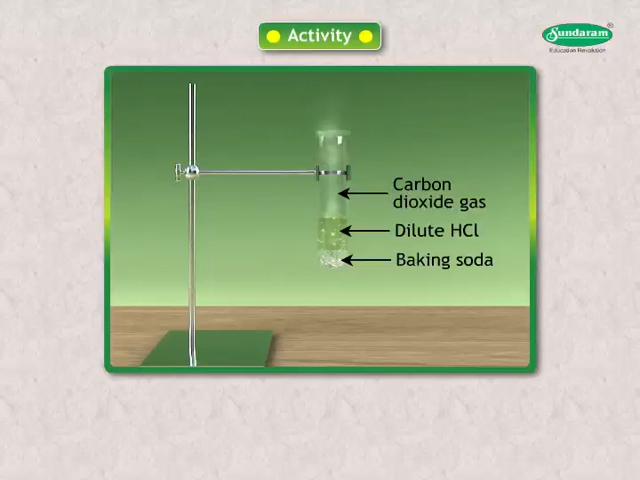 Activity
Sundaram
®
Education Revolution
Carbon
dioxide gas
Dilute HCl
Baking soda